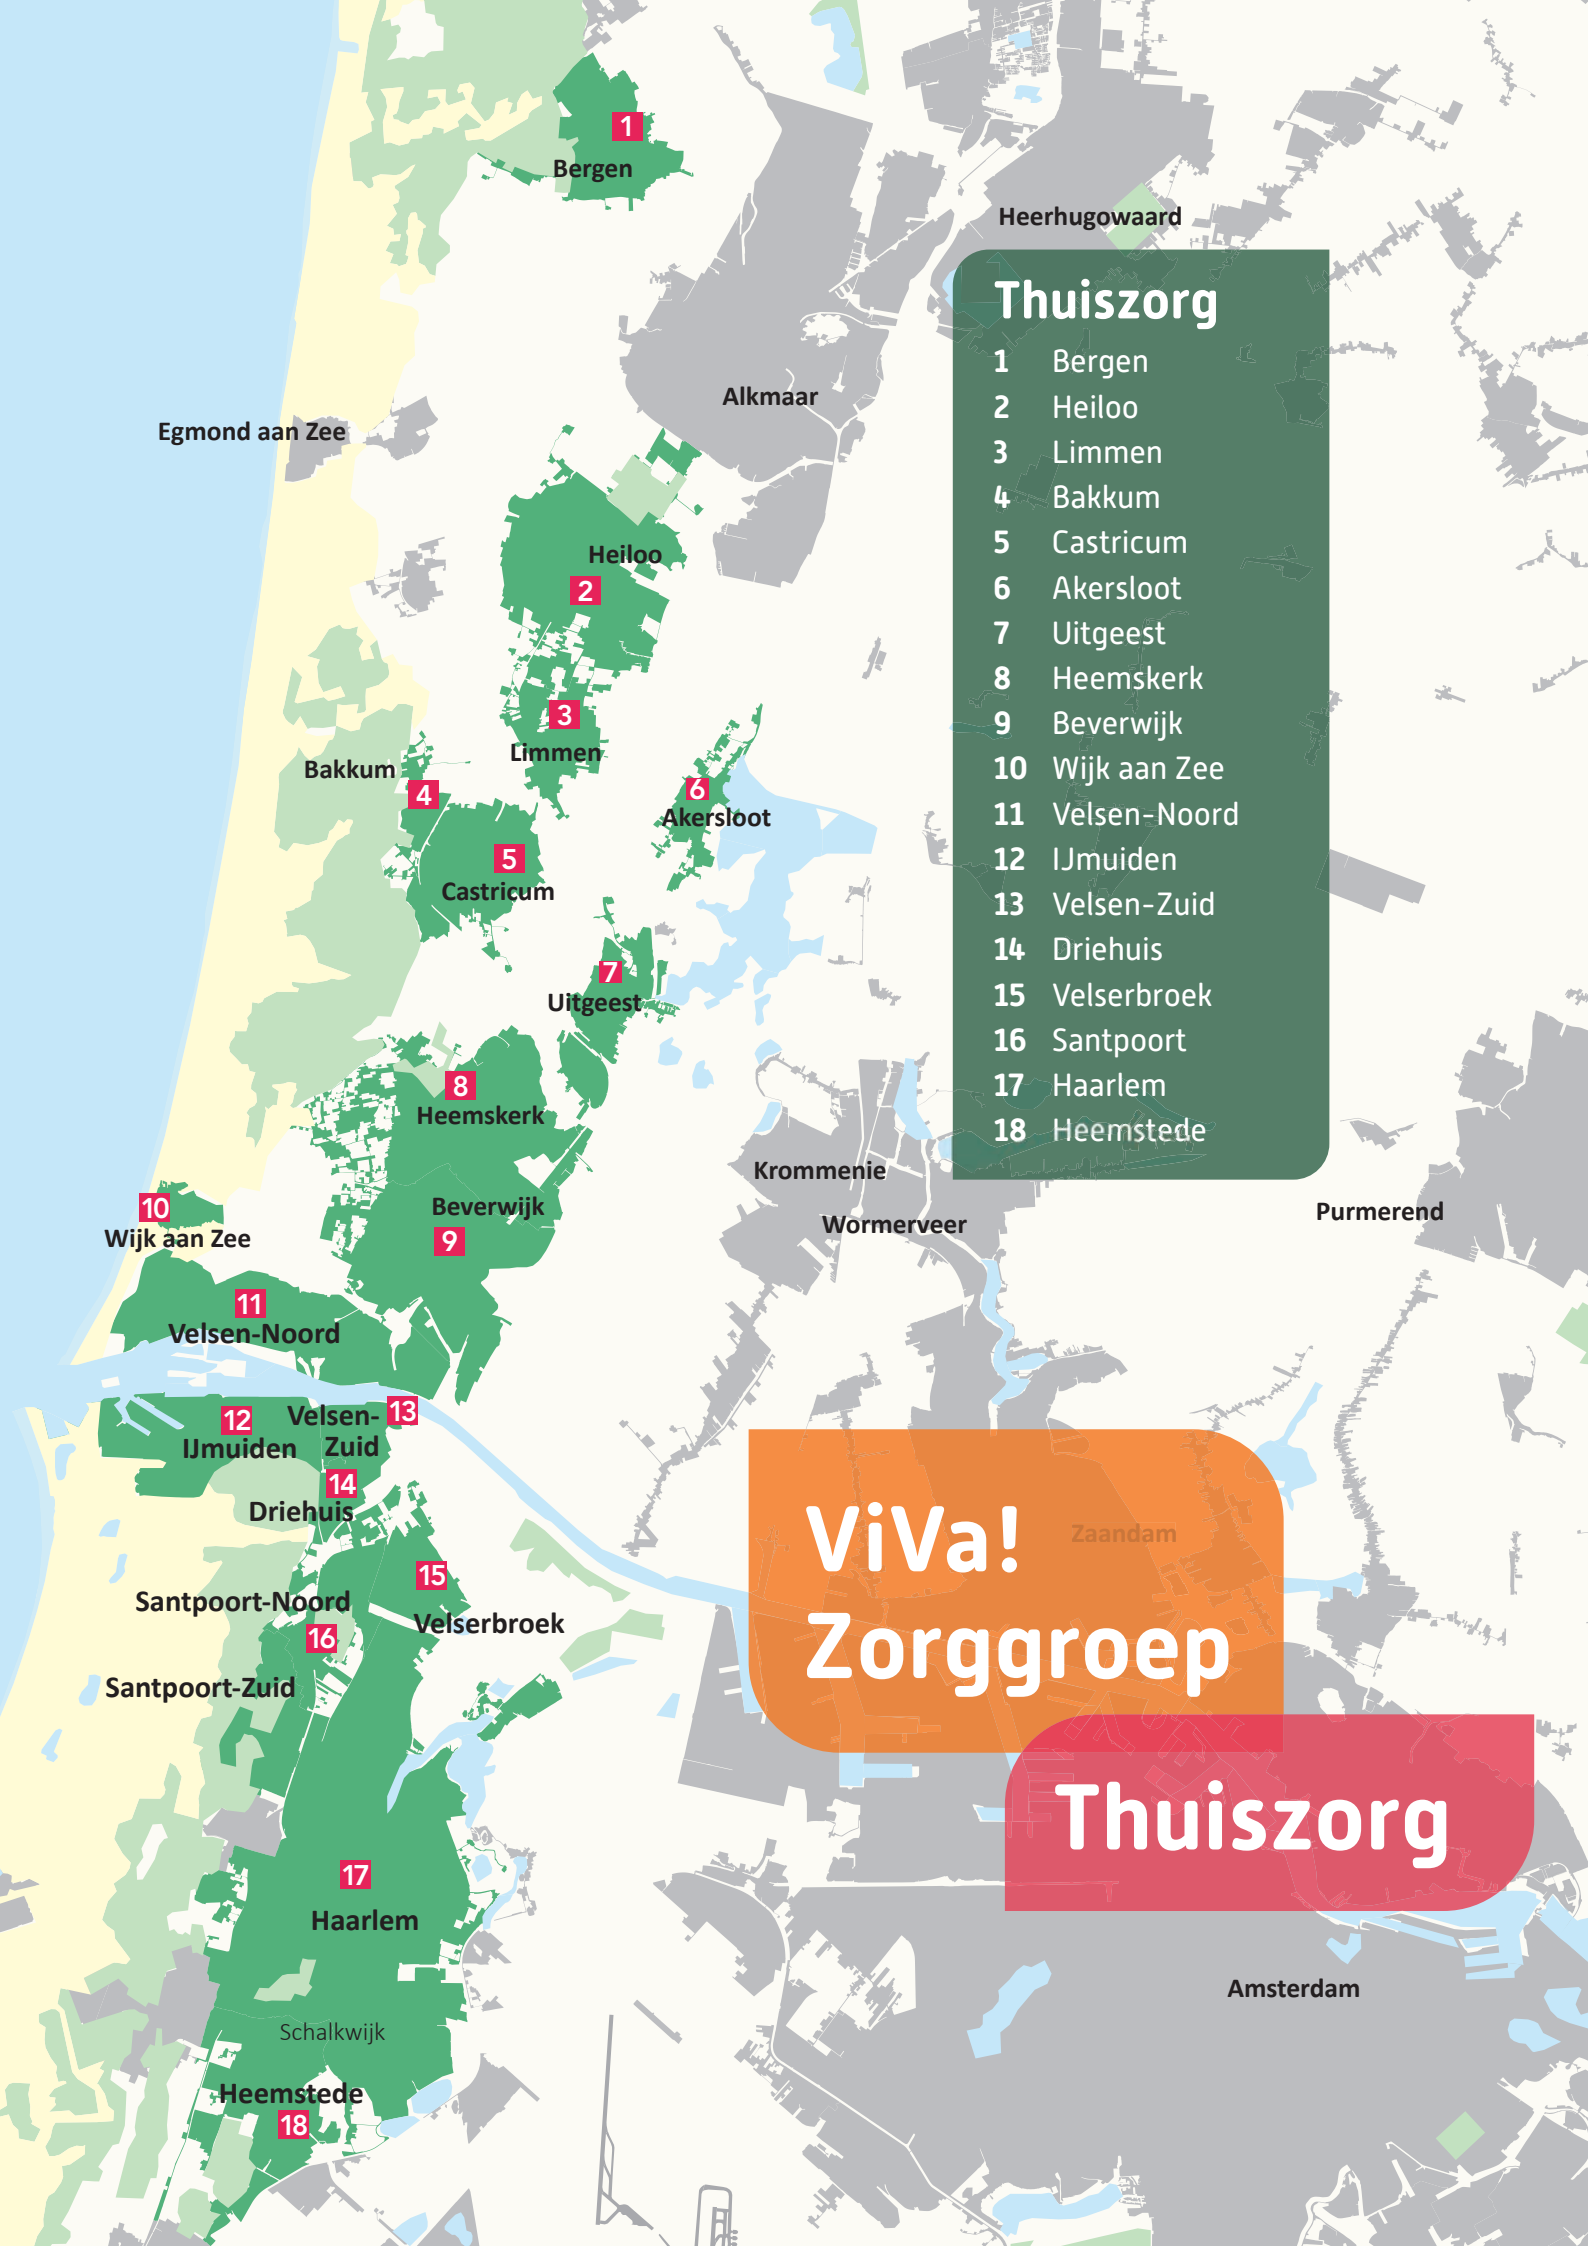 1
Bergen
Heerhugowaard
Thuiszorg
1 Bergen
2 Heiloo
3 Limmen
4 Bakkum
5 Castricum
6 Akersloot
7 Uitgeest
8 Heemskerk
9 Beverwijk
10 Wijk aan Zee
11 Velsen-Noord
12 IJmuiden
13 Velsen-Zuid
14 Driehuis
15 Velserbroek
16 Santpoort
17 Haarlem
18 Heemstede
Alkmaar
Egmond aan Zee
Heiloo
2
3
Limmen
Bakkum
4
6
Akersloot
5
Castricum
7
Uitgeest
8
Heemskerk
Krommenie
Beverwijk
9
10
Wijk aan Zee
Wormerveer
Purmerend
11
Velsen-Noord
12
IJmuiden
Velsen-
Zuid
13
14
Driehuis
15
Velserbroek
Santpoort-Noord
16
Santpoort-Zuid
Zaandam
ViVa!
Zorggroep
Thuiszorg
17
Haarlem
Amsterdam
Schalkwijk
Heemstede
18